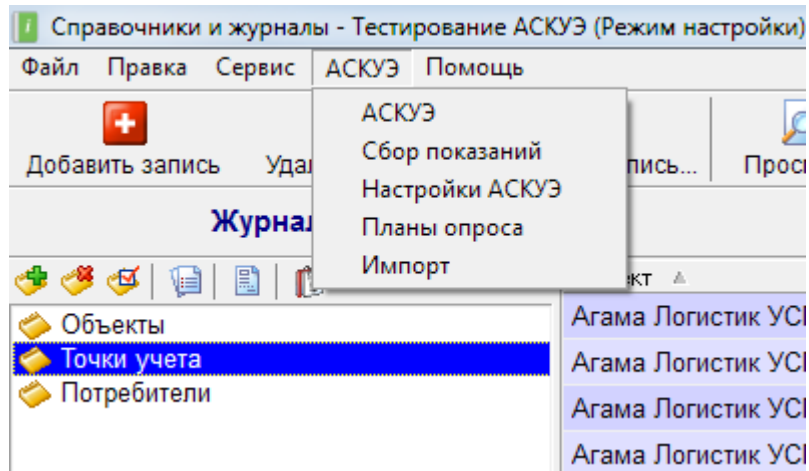 Справочники и журналы - Тестирование АСКУЭ (Режим настройки)
Файл Правка Сервис АСКУЭ Помощь
АСКУЭ
Сбор показаний
Настройки АСКУЭ
Планы опроса
Импорт
Добавить запись
Объекты
Точки учета
Потребители
Агама Логистик
Агама Логистик
Агама Логистик
Агама Логистик